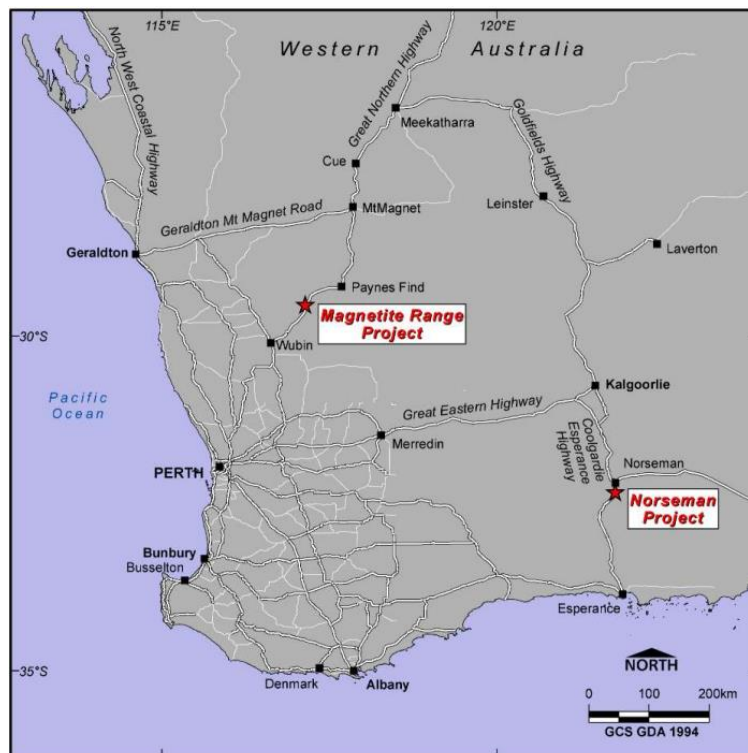 115°E
120°E
Western Australia
North West Coastal Highway
Great Northern Highway
Meekatharra
Goldfields Highway
Cue
Leinster
MtMagnet
Geraldton Mt Magnet Road
Geraldton
Laverton
Paynes Find
Magnetite Range
Project
30°S
Wubin
Pacific
Ocean
Kalgoorlie
Great Eastern Highway
Merredin
Coolgardie
Esperance
Highway
Norseman
PERTH
Norseman
Project
Bunbury
Busselton
Esperance
NORTH
35°S
Denmark
Albany
0 100 200km
GCS GDA 1994